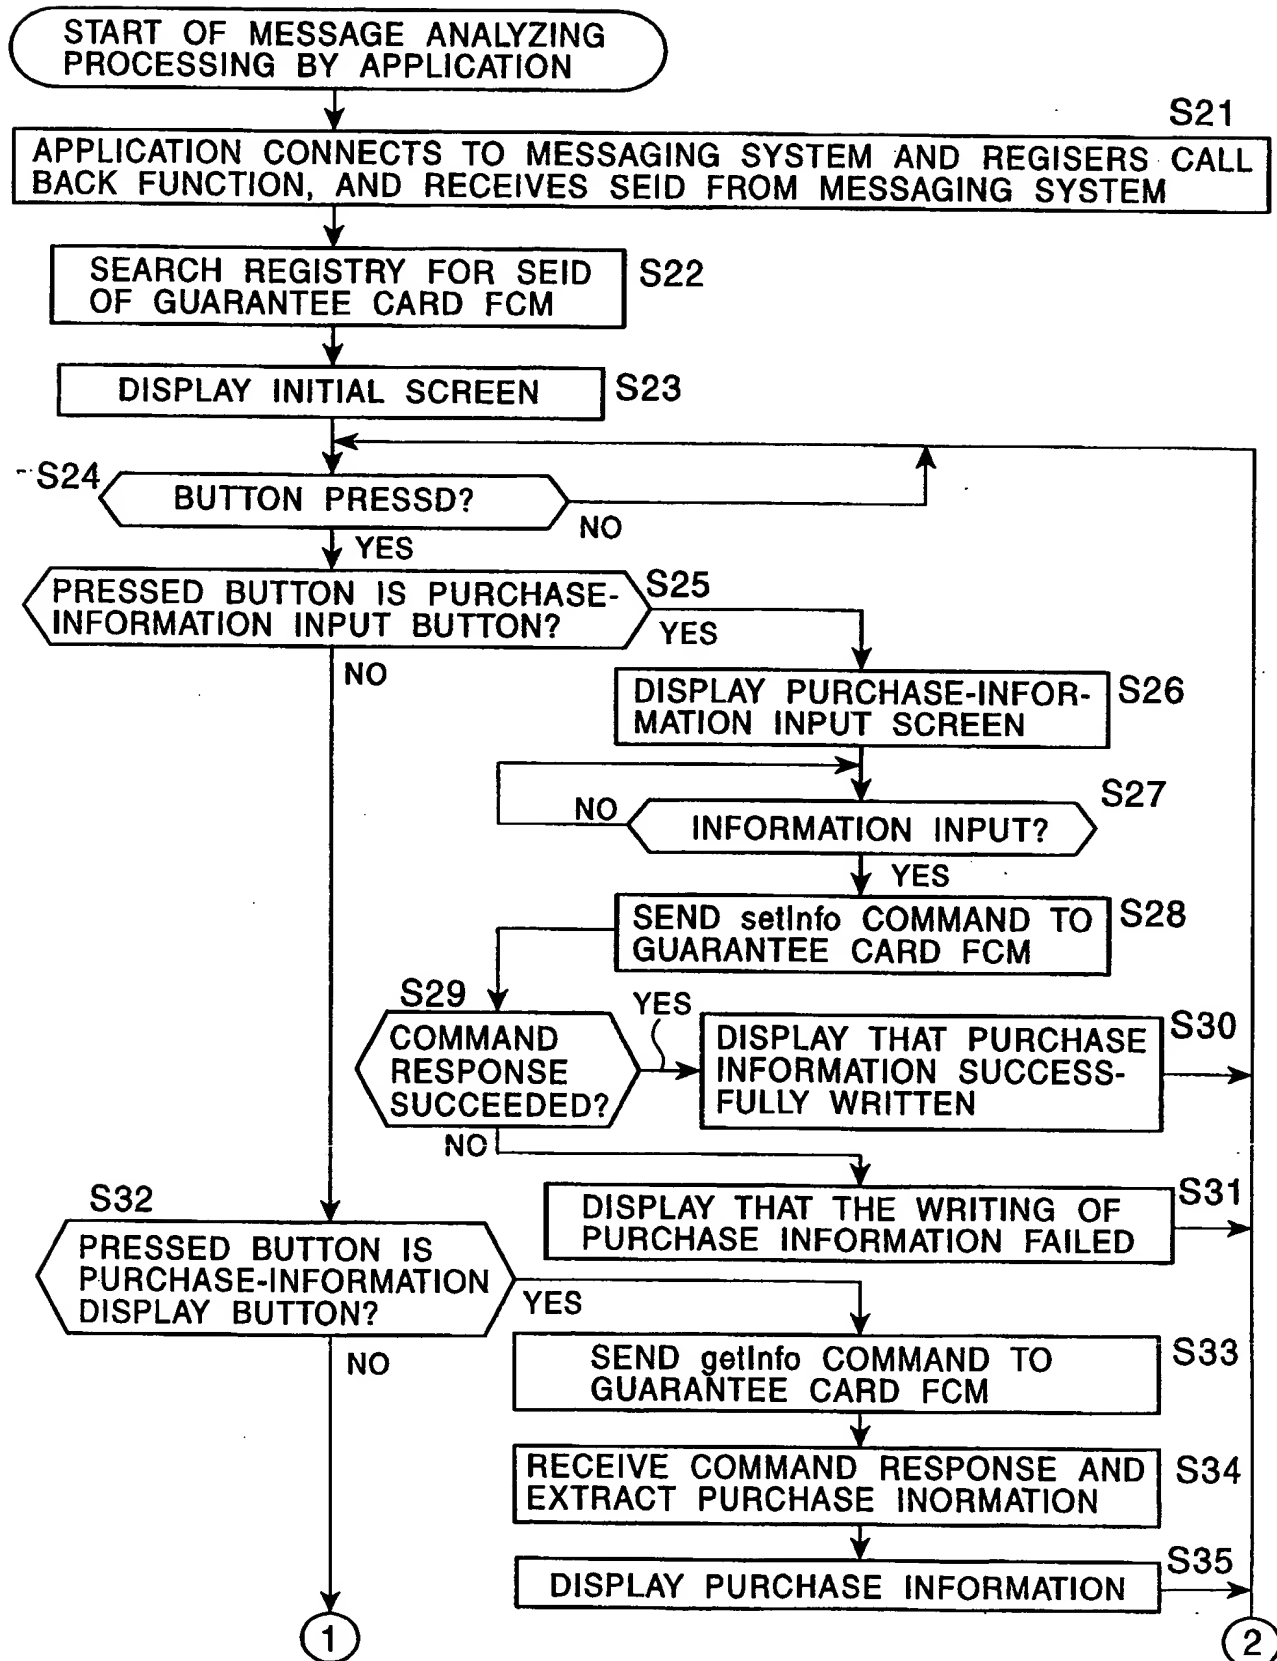 START OF MESSAGE ANALYZING
PROCESSING BY APPLICATION
S21
APPLICATION CONNECTS TO MESSAGING SYSTEM AND REGISERS CALL
BACK FUNCTION, AND RECEIVES SEID FROM MESSAGING SYSTEM
SEARCH REGISTRY FOR SEID
OF GUARANTEE CARD FCM
S22
DISPLAY INITIAL SCREEN
S23
S24
BUTTON PRESSD?
NO
YES
PRESSED BUTTON IS PURCHASE-
INFORMATION INPUT BUTTON?
S25
YES
NO
DISPLAY PURCHASE-INFOR-
MATION INPUT SCREEN
S26
S27
NO
INFORMATION INPUT?
YES
SEND setInfo COMMAND TO
GUARANTEE CARD FCM
S28
S29
COMMAND
RESPONSE
SUCCEEDED?
YES
DISPLAY THAT PURCHASE
INFORMATION SUCCESS-
FULLY WRITTEN
S30
NO
DISPLAY THAT THE WRITING OF
PURCHASE INFORMATION FAILED
S31
S32
PRESSED BUTTON IS
PURCHASE-INFORMATION
DISPLAY BUTTON?
YES
NO
SEND getInfo COMMAND TO
GUARANTEE CARD FCM
S33
RECEIVE COMMAND RESPONSE AND
EXTRACT PURCHASE INORMATION
S34
DISPLAY PURCHASE INFORMATION
S35
1
2